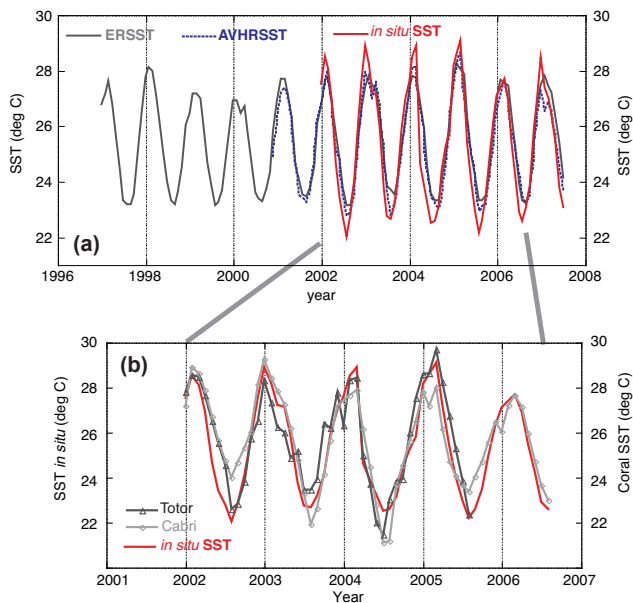 ERSST AVHRSST in situ SST
30 30
28 28
26 26
24 24
22 22
SST (deg C)
SST (deg C)
(a)
1996 1998 2000 2002 2004 2006 2008
year
(b)
30 30
28 28
26 26
24 24
22 22
SST in situ (deg C)
Coral SST (deg C)
Totor
Cabri
in situ SST
2001 2002 2003 2004 2005 2006 2007
Year